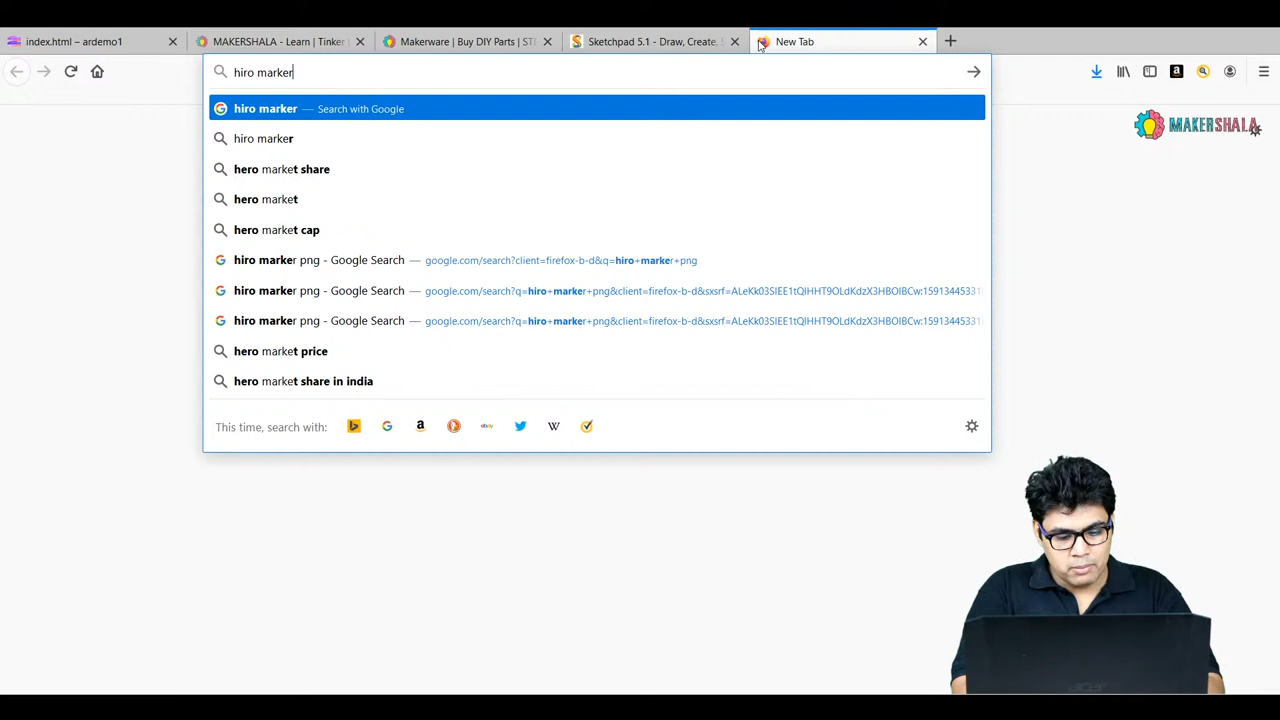 index.html – ardemo1
MAKERSHALA - Learn | Tinker |
Makerware | Buy DIY Parts | STE
Sketchpad 5.1 - Draw, Create, S
New Tab
hiro marker
hiro marker — Search with Google
hiro marker
hero market share
hero market
hero market cap
hiro marker png - Google Search — google.com/search?client=firefox-b-d&q=hiro+marker+png
hiro marker png - Google Search — google.com/search?q=hiro+marker+png&client=firefox-b-d&sxsrf=ALeKk03SIEE1tQIHHT9OLdKdzX3HBOIBCw:1591344533
hiro marker png - Google Search — google.com/search?q=hiro+marker+png&client=firefox-b-d&sxsrf=ALeKk03SIEE1tQIHHT9OLdKdzX3HBOIBCw:1591344533
hero market price
hero market share in india
This time, search with:
ebay
MAKERSHALA
acer